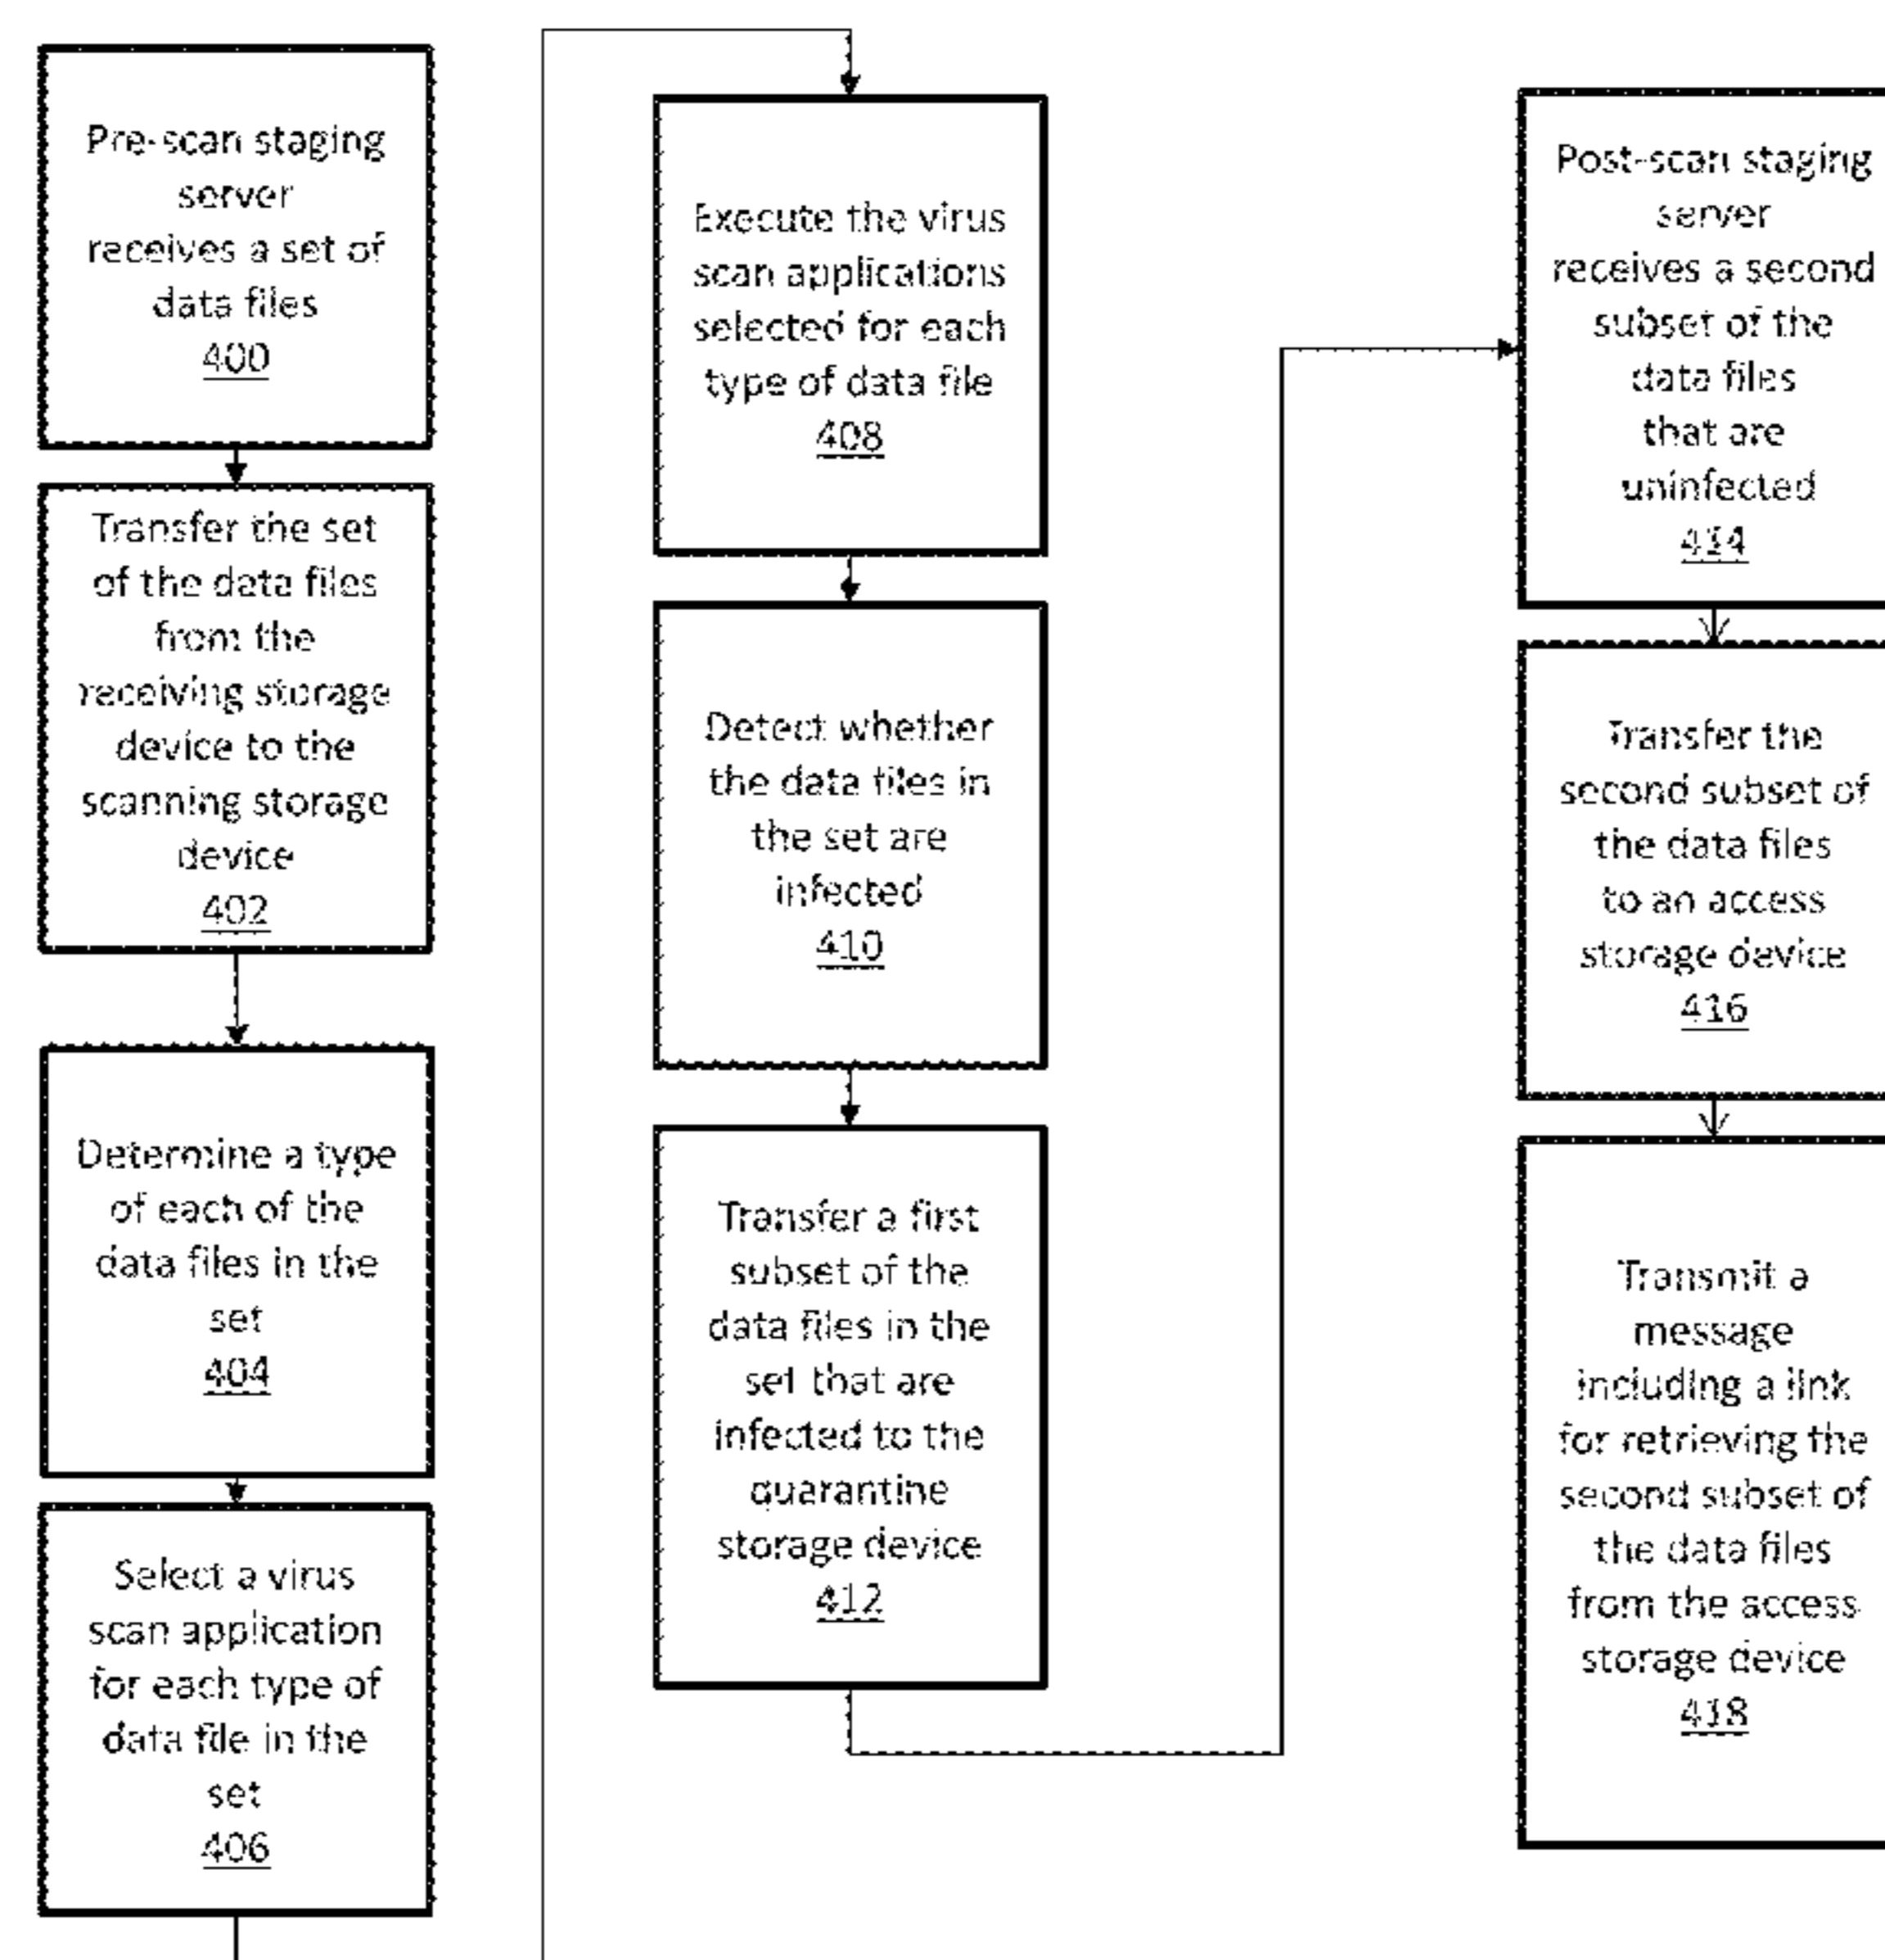 Pre-scan staging
server
receives a set of
data files
400
Transfer the set
of the data files
from the
receiving storage
device to the
scanning storage
device
402
Determine a type
of each of the
data files in the
set
404
Select a virus
scan application
for each type of
data file in the
set
406
Execute the virus
scan applications
selected for each
type of data file
408
Detect whether
the data files in
the set are
infected
410
Transfer a first
subset of the
data files in the
set that are
infected to the
quarantine
storage device
412
Post-scan staging
server
receives a second
subset of the
data files
that are
uninfected
414
Transfer the
second subset of
the data files
to an access
storage device
416
Transmit a
message
including a link
for retrieving the
second subset of
the data files
from the access
storage device
418